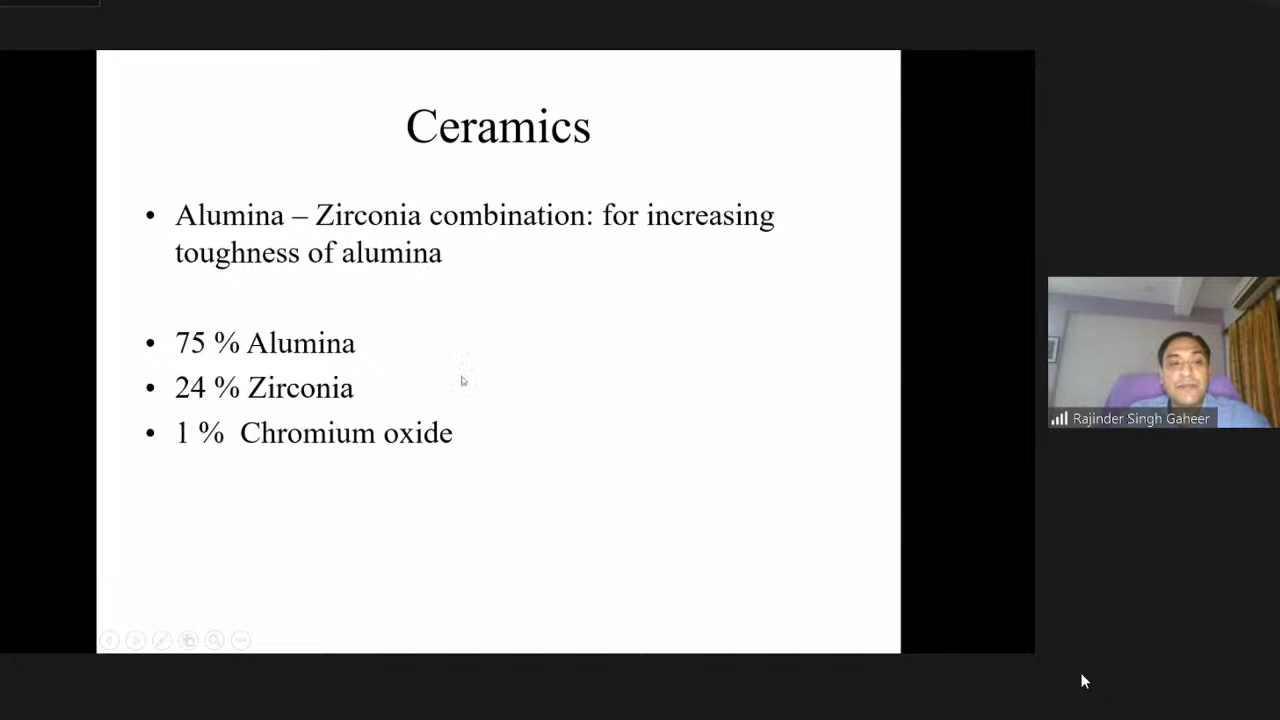 Ceramics
• Alumina – Zirconia combination: for increasing
toughness of alumina
• 75 % Alumina
• 24 % Zirconia
• 1 % Chromium oxide
Rajinder Singh Gaheer